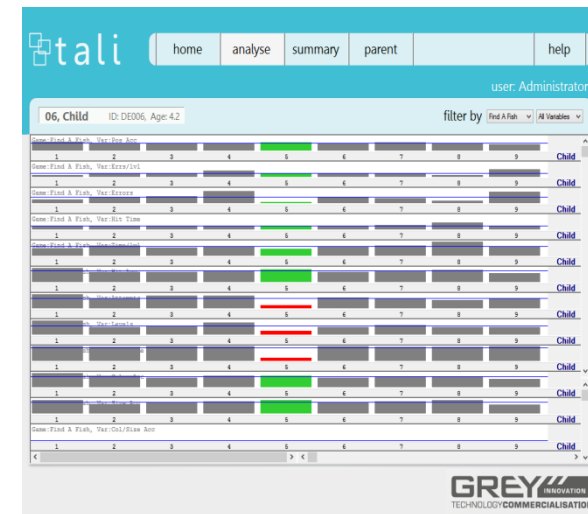 tali home analyse summary parent help
user: Administrator
06, Child ID: DE006, Age: 4.2 filter by Find A Fish All Variables
Game:Find A Fish, Var:Pos Acc
1 2 3 4 5 6 7 8 9 Child
Game:Find A Fish, Var:Errs/lvl
1 2 3 4 5 6 7 8 9 Child
Game:Find A Fish, Var:Errors
1 2 3 4 5 6 7 8 9 Child
Game:Find A Fish, Var:Hit Time
1 2 3 4 5 6 7 8 9 Child
Game:Find A Fish,
1 2 3 4 5 6 7 8 9 Child
1 2 3 4 5 6 7 8 9 Child
1 2 3 4 5 6 7 8 9 Child
Var:Levels
1 2 3 4 5 6 7 8 9 Child
1 2 3 4 5 6 7 8 9 Child
1 2 3 4 5 6 7 8 9 Child
1 2 3 4 5 6 7 8 9 Child
Game:Find A Fish, Var:Col/Size Acc
1 2 3 4 5 6 7 8 9 Child
GREY INNOVATION
TECHNOLOGYCOMMERCIALISATION